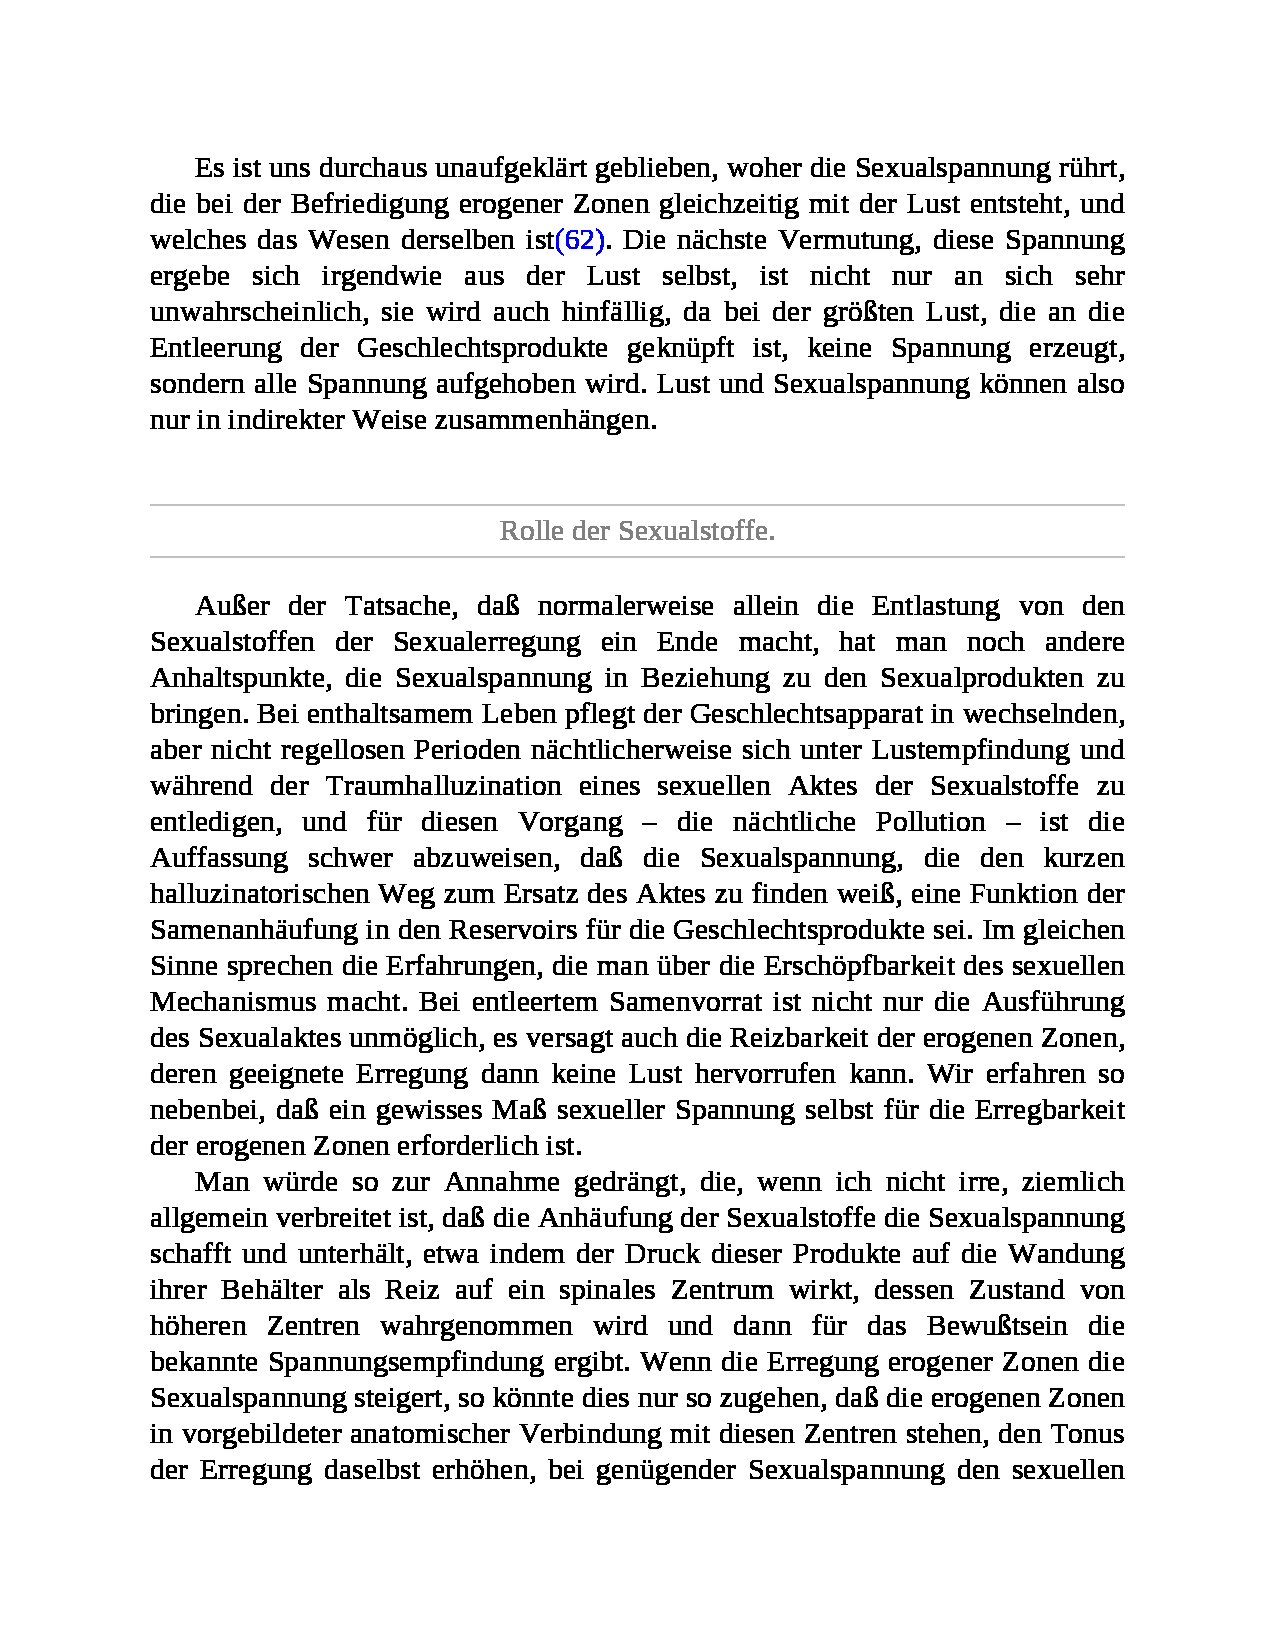 Es ist uns durchaus unaufgeklärt geblieben, woher die Sexualspannung rührt,
die bei der Befriedigung erogener Zonen gleichzeitig mit der Lust entsteht, und
welches das Wesen derselben ist(62). Die nächste Vermutung, diese Spannung
ergebe sich irgendwie aus der Lust selbst, ist nicht nur an sich sehr
unwahrscheinlich, sie wird auch hinfällig, da bei der größten Lust, die an die
Entleerung der Geschlechtsprodukte geknüpft ist, keine Spannung erzeugt,
sondern alle Spannung aufgehoben wird. Lust und Sexualspannung können also
nur in indirekter Weise zusammenhängen.
Rolle der Sexualstoffe.
Außer der Tatsache, daß normalerweise allein die Entlastung von den
Sexualstoffen der Sexualerregung ein Ende macht, hat man noch andere
Anhaltspunkte, die Sexualspannung in Beziehung zu den Sexualprodukten zu
bringen. Bei enthaltsamem Leben pflegt der Geschlechtsapparat in wechselnden,
aber nicht regellosen Perioden nächtlicherweise sich unter Lustempfindung und
während der Traumhalluzination eines sexuellen Aktes der Sexualstoffe zu
entledigen, und für diesen Vorgang – die nächtliche Pollution – ist die
Auffassung schwer abzuweisen, daß die Sexualspannung, die den kurzen
halluzinatorischen Weg zum Ersatz des Aktes zu finden weiß, eine Funktion der
Samenanhäufung in den Reservoirs für die Geschlechtsprodukte sei. Im gleichen
Sinne sprechen die Erfahrungen, die man über die Erschöpfbarkeit des sexuellen
Mechanismus macht. Bei entleertem Samenvorrat ist nicht nur die Ausführung
des Sexualaktes unmöglich, es versagt auch die Reizbarkeit der erogenen Zonen,
deren geeignete Erregung dann keine Lust hervorrufen kann. Wir erfahren so
nebenbei, daß ein gewisses Maß sexueller Spannung selbst für die Erregbarkeit
der erogenen Zonen erforderlich ist.
Man würde so zur Annahme gedrängt, die, wenn ich nicht irre, ziemlich
allgemein verbreitet ist, daß die Anhäufung der Sexualstoffe die Sexualspannung
schafft und unterhält, etwa indem der Druck dieser Produkte auf die Wandung
ihrer Behälter als Reiz auf ein spinales Zentrum wirkt, dessen Zustand von
höheren Zentren wahrgenommen wird und dann für das Bewußtsein die
bekannte Spannungsempfindung ergibt. Wenn die Erregung erogener Zonen die
Sexualspannung steigert, so könnte dies nur so zugehen, daß die erogenen Zonen
in vorgebildeter anatomischer Verbindung mit diesen Zentren stehen, den Tonus
der Erregung daselbst erhöhen, bei genügender Sexualspannung den sexuellen